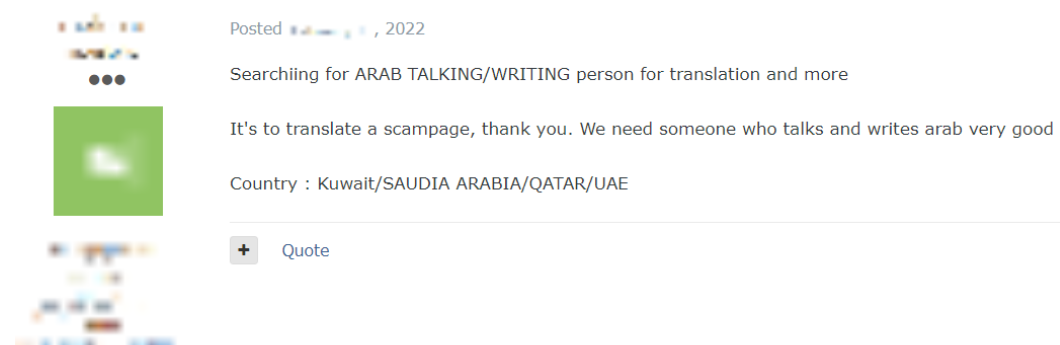 Posted , 2022
Searchiing for ARAB TALKING/WRITING person for translation and more
It's to translate a scampage, thank you. We need someone who talks and writes arab very good
Country : Kuwait/SAUDIA ARABIA/QATAR/UAE
+ Quote